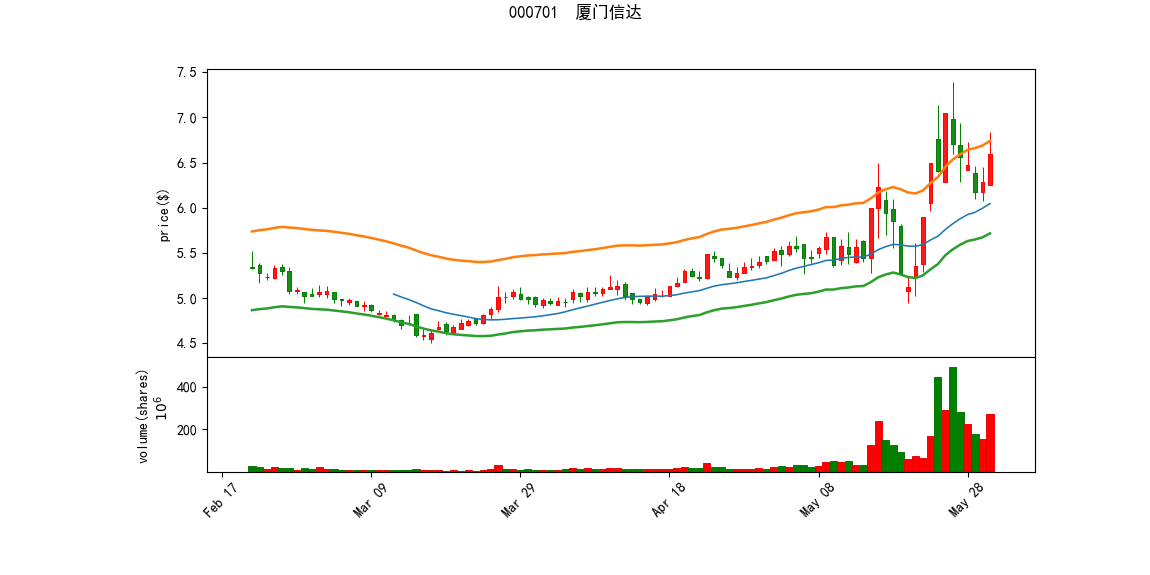 000701 厦门信达
price($)
7.5
7.0
6.5
6.0
5.5
5.0
4.5
volume(shares)
10^6
400
200
Feb 17
Mar 09
Mar 29
Apr 18
May 08
May 28